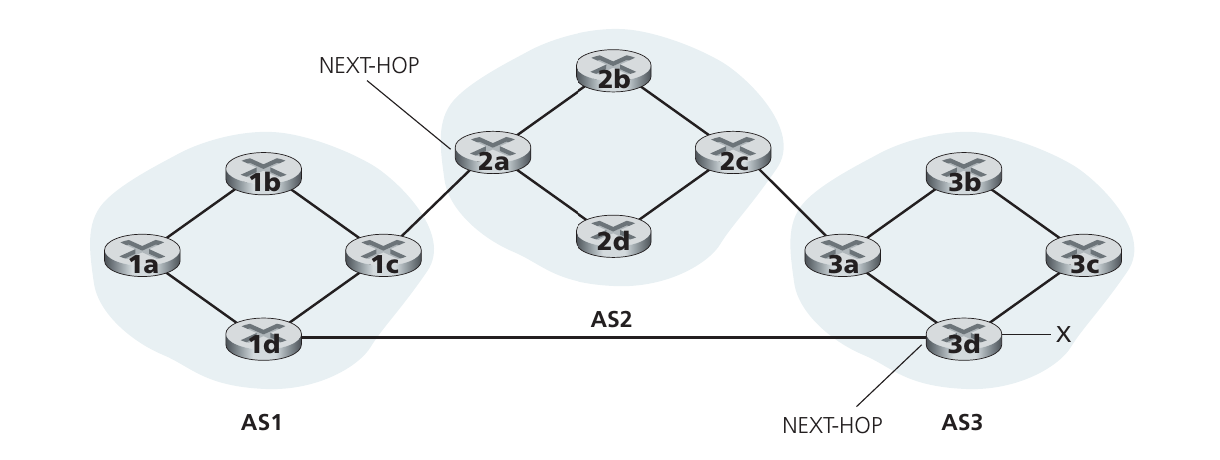 NEXT-HOP
2b
2a
2c
2d
1b
1a
1c
1d
3b
3a
3c
3d
X
AS2
NEXT-HOP
AS1
AS3